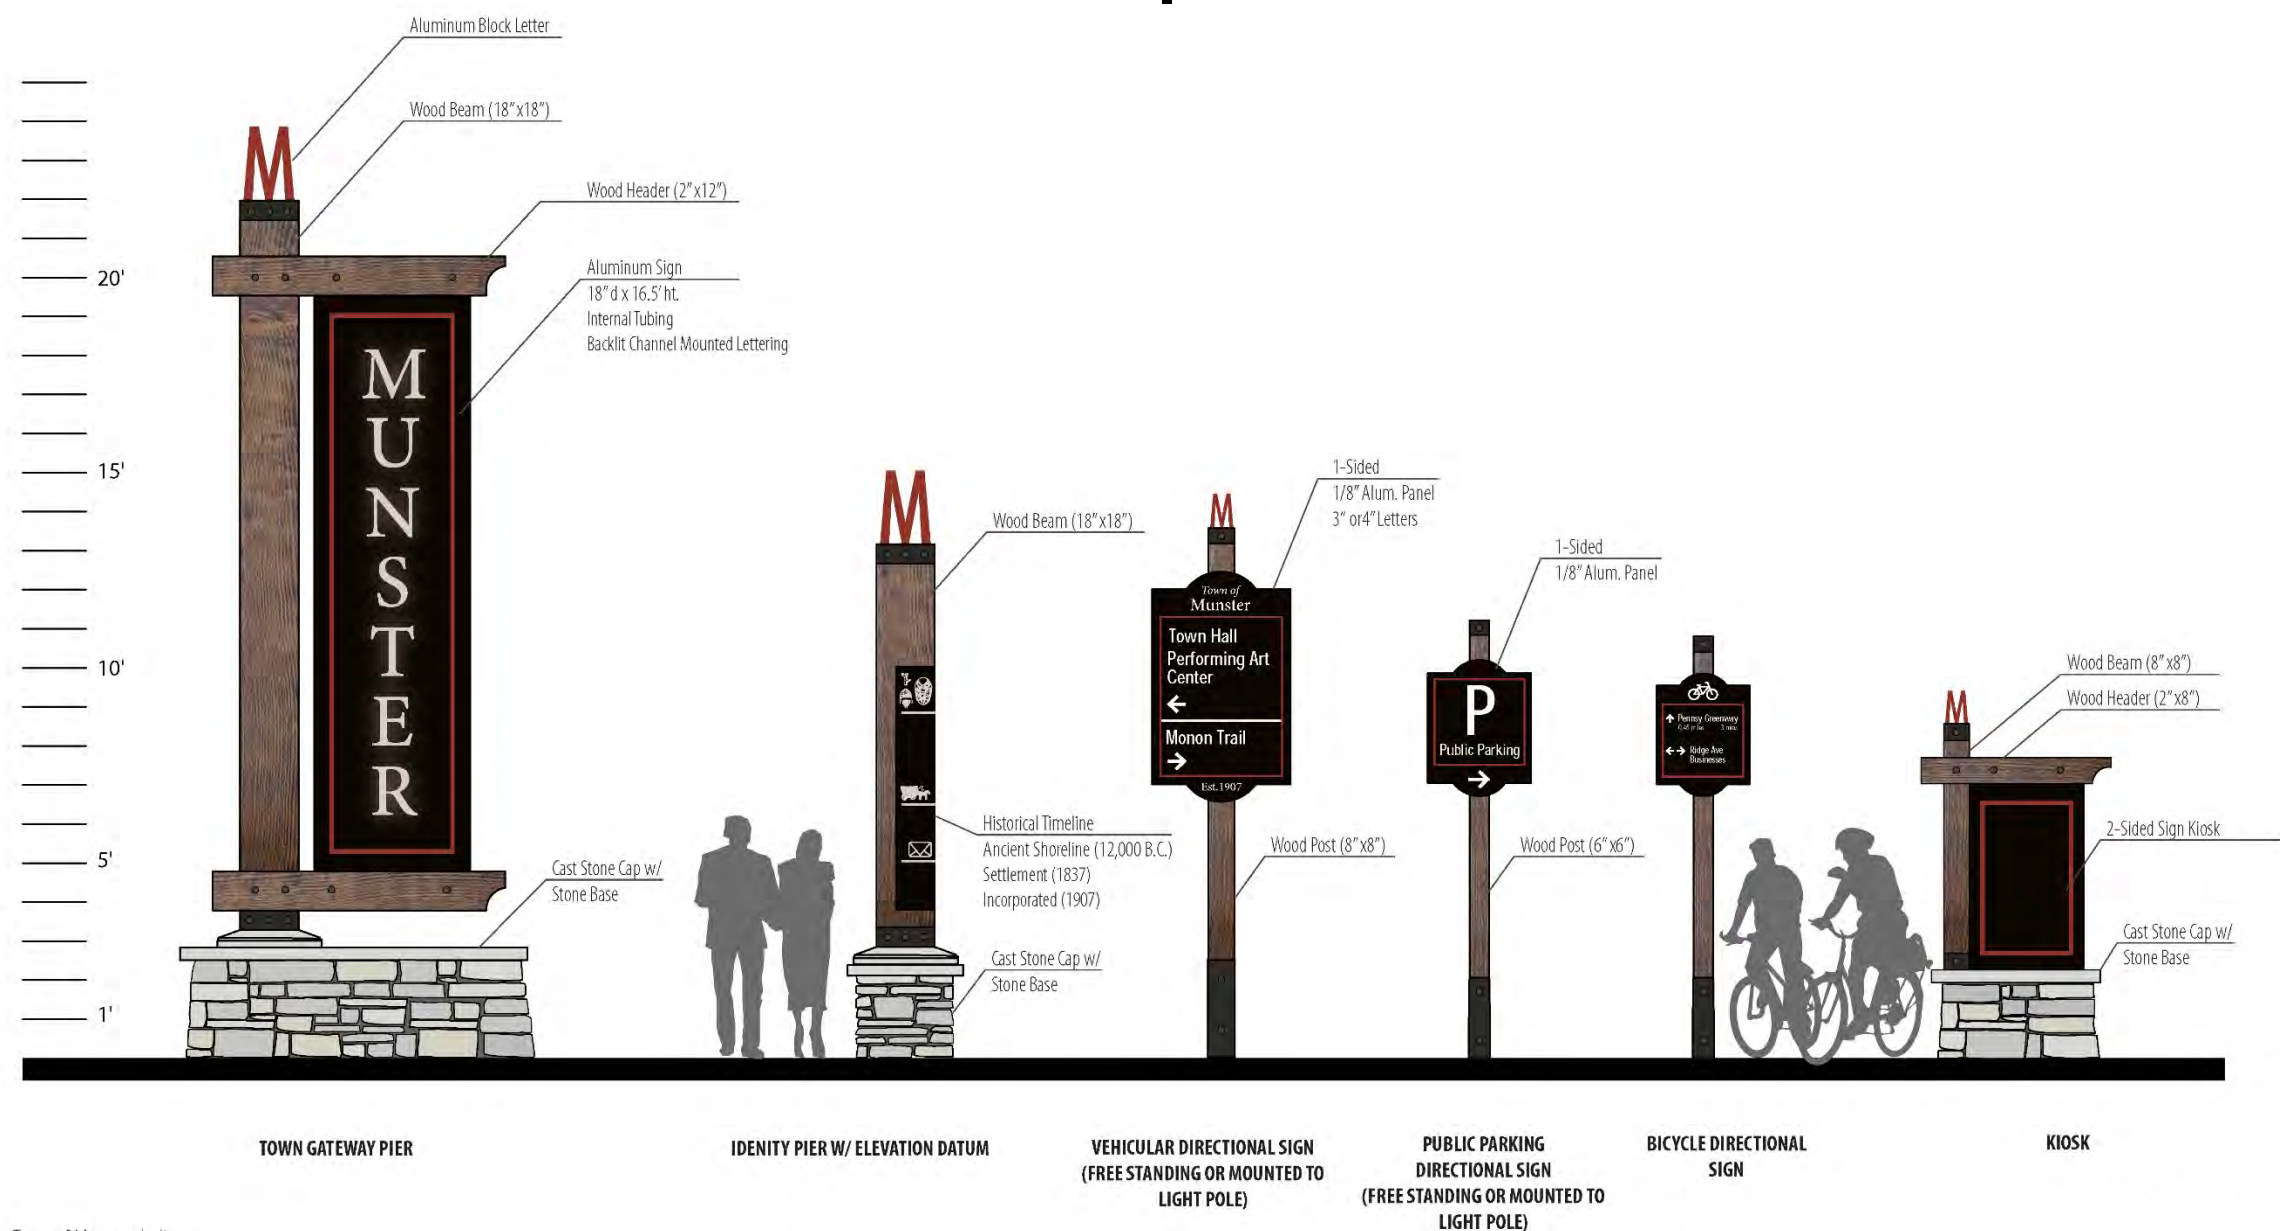 Aluminum Block Letter
Wood Beam (18"x18")
Wood Header (2"x12")
Aluminum Sign
18" d x 16.5' ht.
Internal Tubing
Backlit Channel Mounted Lettering
20'
15'
10'
5'
1'
M
M
U
N
S
T
E
R
Cast Stone Cap w/
Stone Base
TOWN GATEWAY PIER
M
Wood Beam (18"x18")
Historical Timeline
Ancient Shoreline (12,000 B.C.)
Settlement (1837)
Incorporated (1907)
Cast Stone Cap w/
Stone Base
IDENITY PIER W/ ELEVATION DATUM
M
1-Sided
1/8" Alum. Panel
3" or4" Letters
Town of
Munster
Town Hall
Performing Art
Center
←
Monon Trail
→
Est.1907
Wood Post (8"x8")
VEHICULAR DIRECTIONAL SIGN
(FREE STANDING OR MOUNTED TO
LIGHT POLE)
1-Sided
1/8" Alum. Panel
P
Public Parking
→
Wood Post (6"x6")
PUBLIC PARKING
DIRECTIONAL SIGN
(FREE STANDING OR MOUNTED TO
LIGHT POLE)
↑ Pennsy Greenway
3 mins
←→ Ridge Ave
Businesses
BICYCLE DIRECTIONAL
SIGN
M
Wood Beam (8"x8")
Wood Header (2"x8")
2-Sided Sign Kiosk
Cast Stone Cap w/
Stone Base
KIOSK